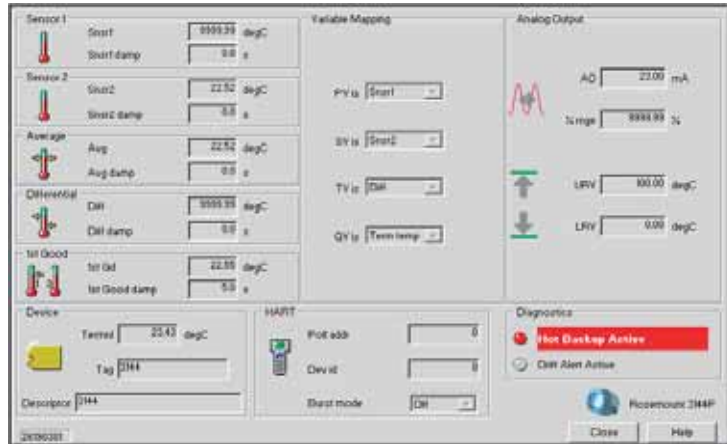 Sensor 1
Snsr1 9999.99 degC
Snsr1 damp 0.0 s
Sensor 2
Snsr2 22.52 degC
Snsr2 damp 0.0 s
Average
Avg 22.52 degC
Avg damp 0.0 s
Differential
Diff 9999.99 degC
Diff damp 0.0 s
1st Good
1st Gd 22.55 degC
1st Good damp 5.0 s
Variable Mapping
PV is Snsr1
SV is Snsr2
TV is Diff
QV is Term temp
Analog Output
AO 23.00 mA
% rnge 9999.99 %
URV 100.00 degC
LRV 0.00 degC
Device
Terminl 23.43 degC
Tag 3144
Descriptor 3144
HART
Poll addr 0
Dev id 0
Burst mode Off
Diagnostics
Hot Backup Active
Drift Alert Active
Rosemount 3144P
Close Help